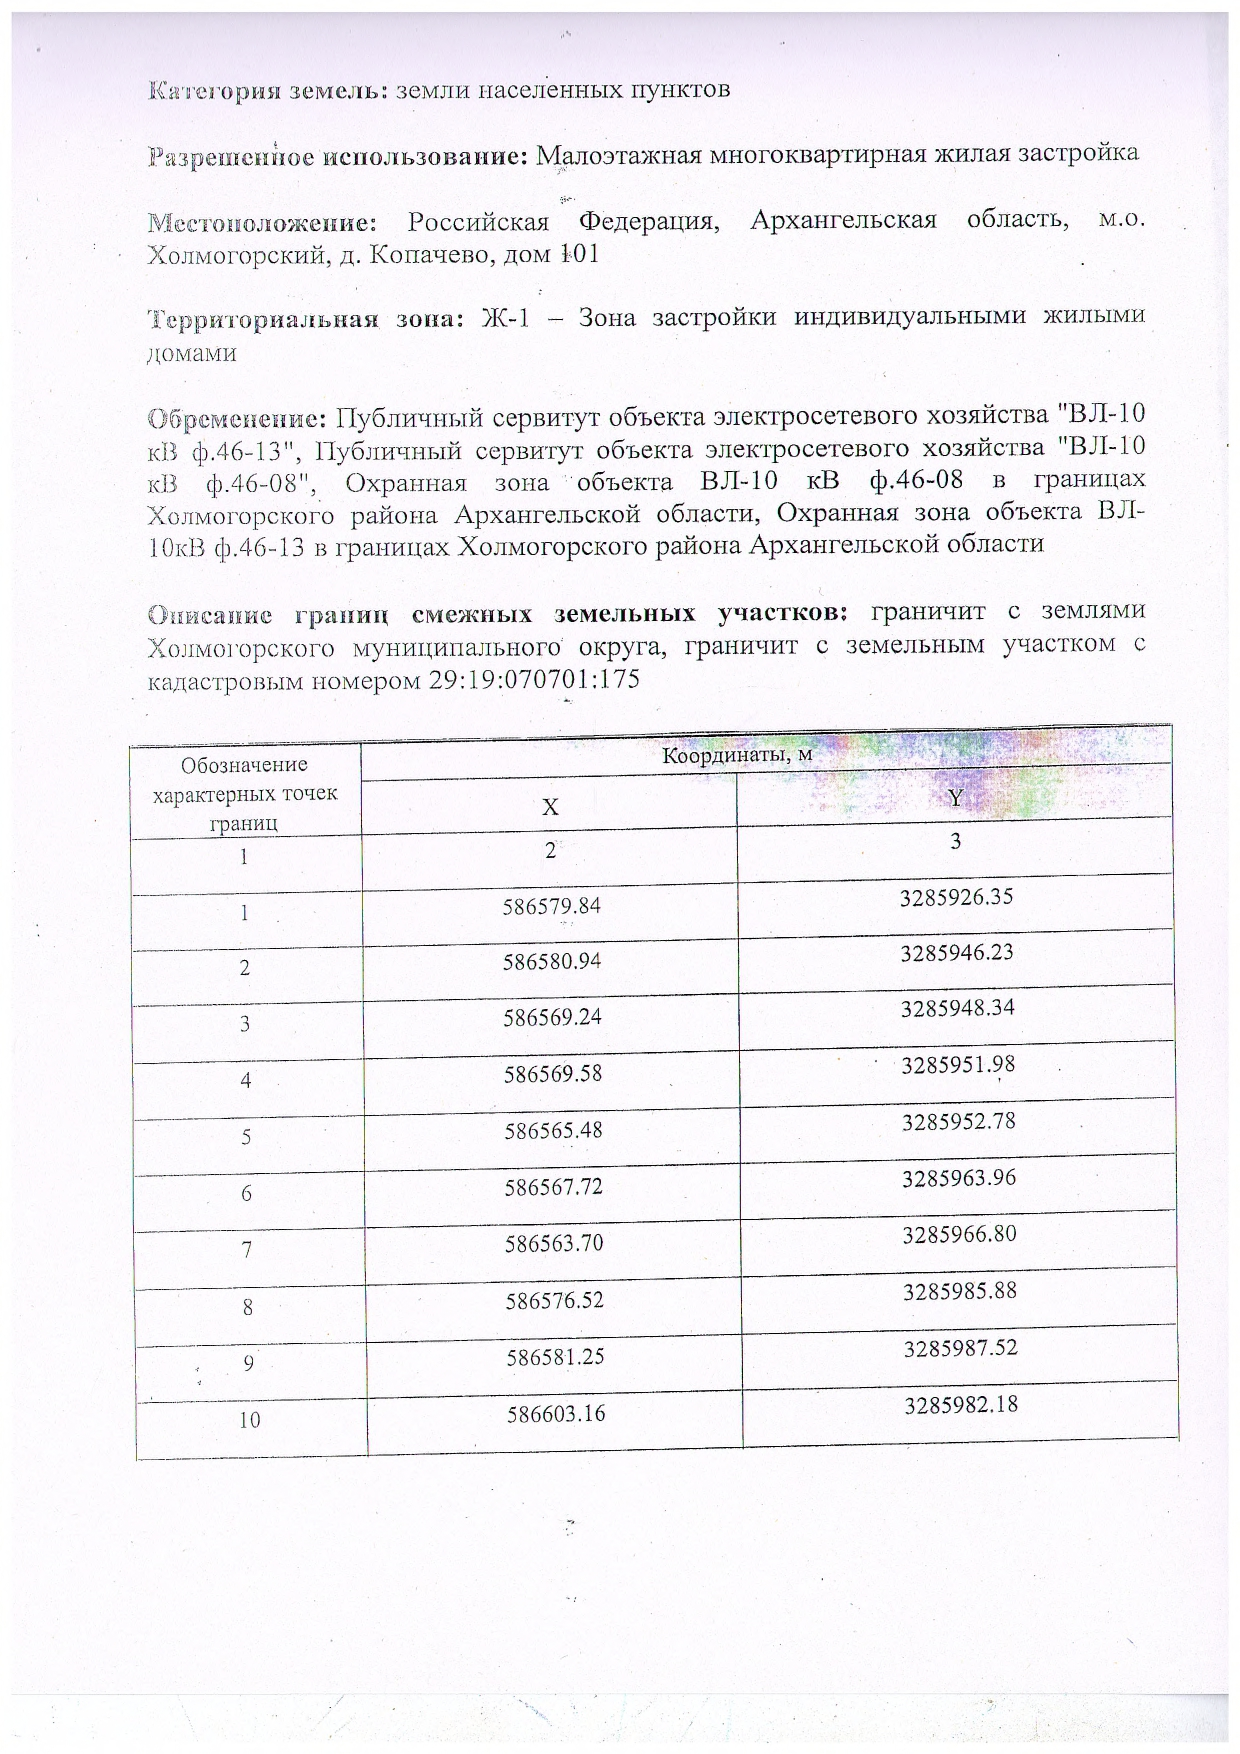 Категория земель: земли населенных пунктов
Разрешенное использование: Малоэтажная многоквартирная жилая застройка
Местоположение: Российская Федерация, Архангельская область, м.о.
Холмогорский, д. Копачево, дом 101
Территориальная зона: Ж-1 – Зона застройки индивидуальными жилыми
домами
Обременение: Публичный сервитут объекта электросетевого хозяйства "ВЛ-10
кВ ф.46-13", Публичный сервитут объекта электросетевого хозяйства "ВЛ-10
кВ ф.46-08", Охранная зона объекта ВЛ-10 кВ ф.46-08 в границах
Холмогорского района Архангельской области, Охранная зона объекта ВЛ-
10кВ ф.46-13 в границах Холмогорского района Архангельской области
Описание границ смежных земельных участков: граничит с землями
Холмогорского муниципального округа, граничит с земельным участком с
кадастровым номером 29:19:070701:175
Обозначение
характерных точек
границ
Координаты, м
X Y
1 2 3
1 586579.84 3285926.35
2 586580.94 3285946.23
3 586569.24 3285948.34
4 586569.58 3285951.98
5 586565.48 3285952.78
6 586567.72 3285963.96
7 586563.70 3285966.80
8 586576.52 3285985.88
9 586581.25 3285987.52
10 586603.16 3285982.18